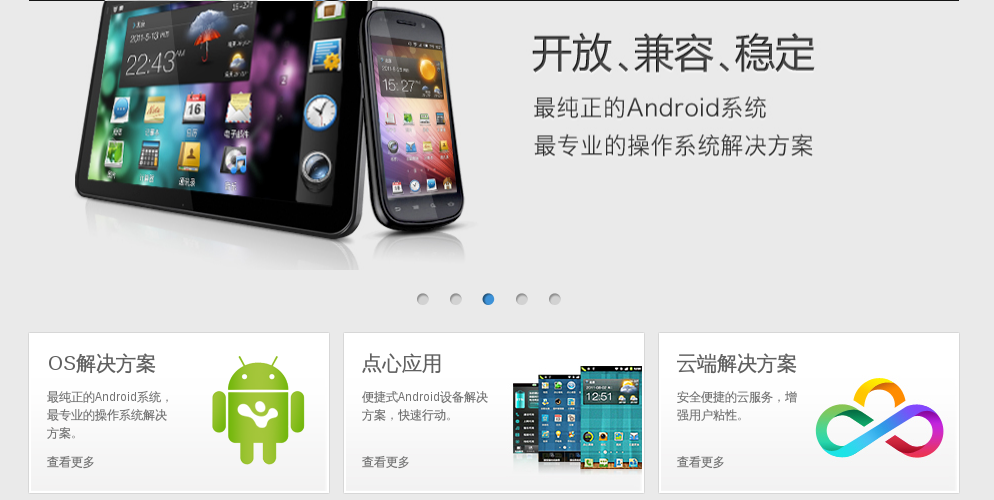 2011-5-13
22:43
开放、兼容、稳定
最纯正的Android系统
最专业的操作系统解决方案
16
15:27
OS解决方案
最纯正的Android系统，
最专业的操作系统解决
方案。
查看更多
点心应用
便捷式Android设备解决
方案，快速行动。
12:51
查看更多
云端解决方案
安全便捷的云服务，增
强用户粘性。
查看更多